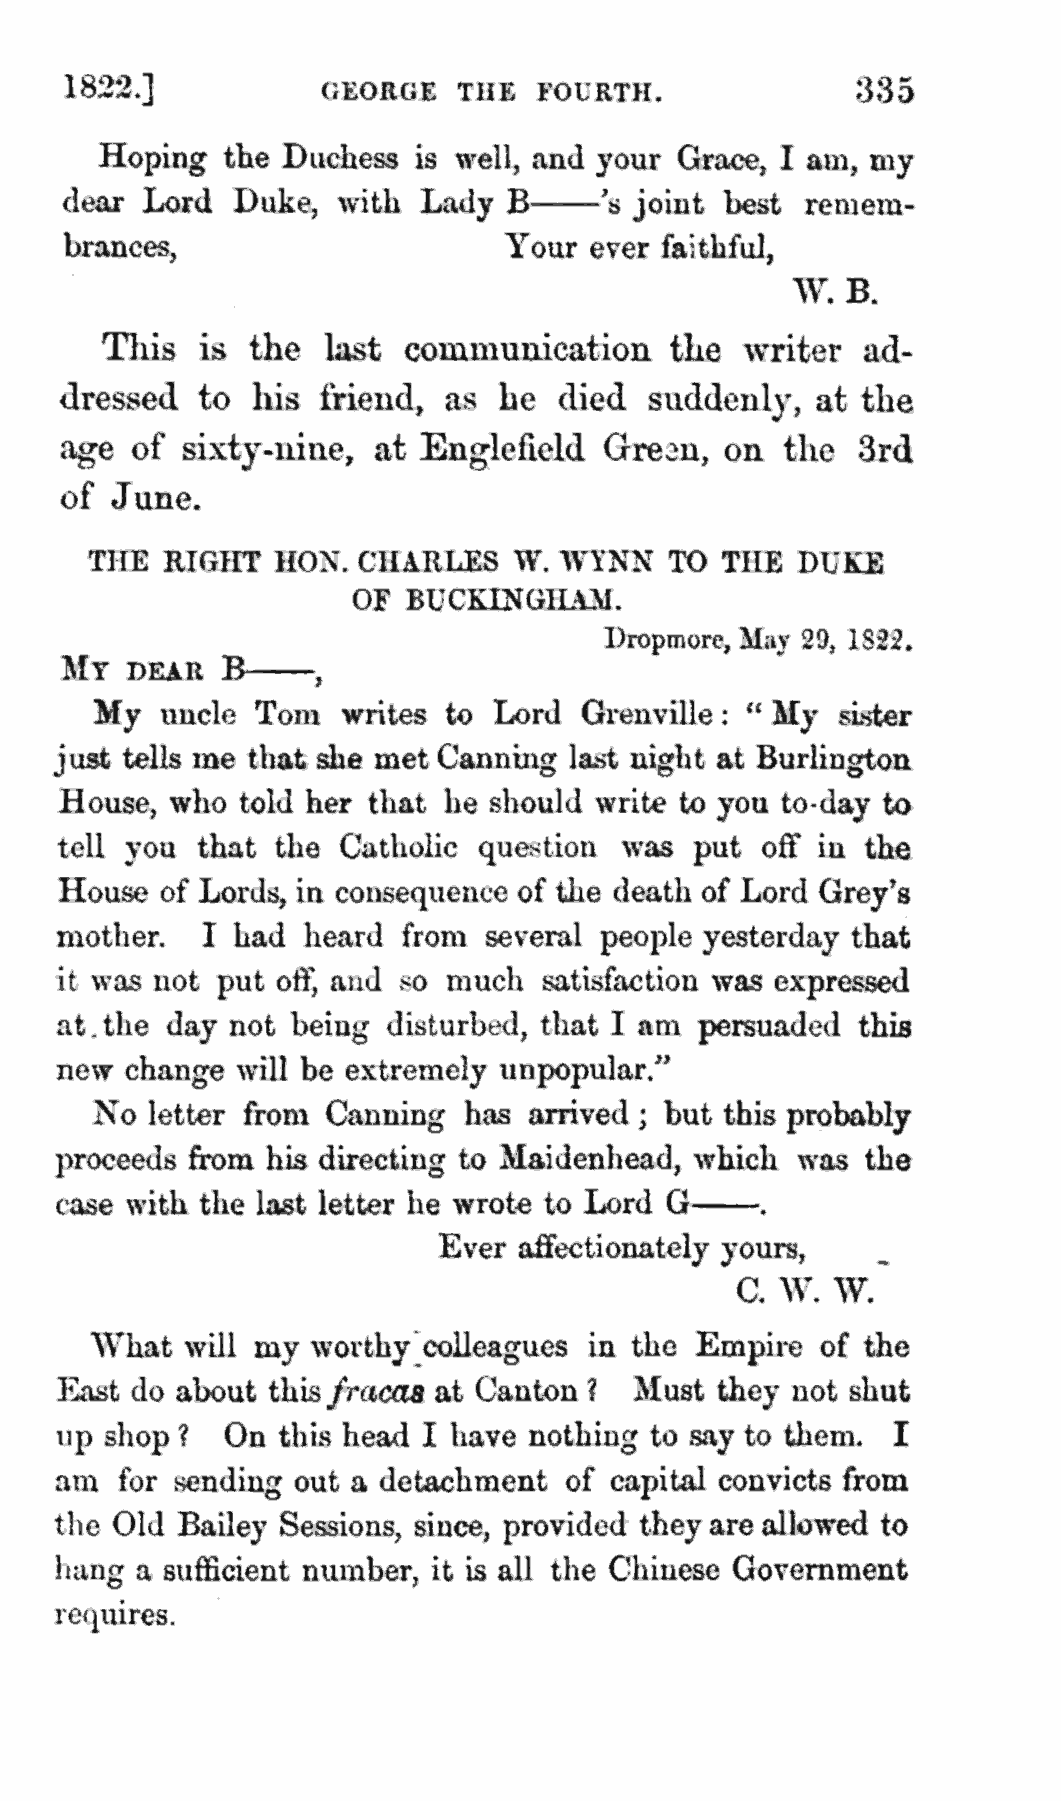 1822.] GEORGE THE FOURTH. 335
Hoping the Duchess is well, and your Grace, I am, my
dear Lord Duke, with Lady B——'s joint best remem-
brances, Your ever faithful,
W. B.
This is the last communication the writer ad-
dressed to his friend, as he died suddenly, at the
age of sixty-nine, at Englefield Green, on the 3rd
of June.
THE RIGHT HON. CHARLES W. WYNN TO THE DUKE
OF BUCKINGHAM.
Dropmore, May 29, 1822.
MY DEAR B——,
My uncle Tom writes to Lord Grenville: "My sister
just tells me that she met Canning last night at Burlington
House, who told her that he should write to you to-day to
tell you that the Catholic question was put off in the
House of Lords, in consequence of the death of Lord Grey's
mother. I had heard from several people yesterday that
it was not put off, and so much satisfaction was expressed
at the day not being disturbed, that I am persuaded this
new change will be extremely unpopular."
No letter from Canning has arrived; but this probably
proceeds from his directing to Maidenhead, which was the
case with the last letter he wrote to Lord G——.
Ever affectionately yours,
C. W. W.
What will my worthy colleagues in the Empire of the
East do about this fracas at Canton? Must they not shut
up shop? On this head I have nothing to say to them. I
am for sending out a detachment of capital convicts from
the Old Bailey Sessions, since, provided they are allowed to
hang a sufficient number, it is all the Chinese Government
requires.